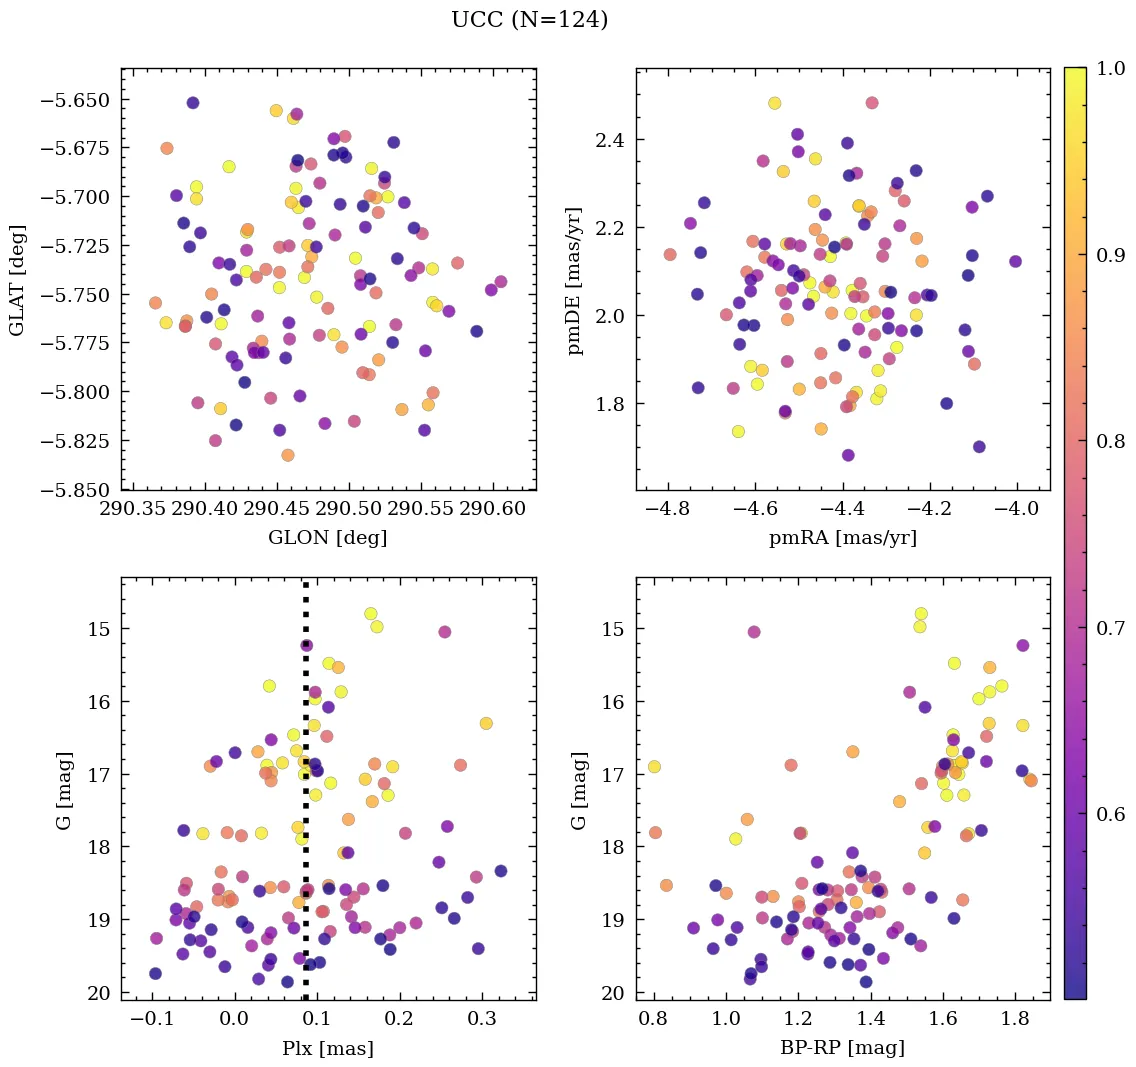 UCC (N=124)
−5.650
−5.675
−5.700
−5.725
−5.750
−5.775
−5.800
−5.825
−5.850
GLAT [deg]
290.35 290.40 290.45 290.50 290.55 290.60
GLON [deg]
2.4
2.2
2.0
1.8
pmDE [mas/yr]
−4.8 −4.6 −4.4 −4.2 −4.0
pmRA [mas/yr]
15
16
17
18
19
20
G [mag]
−0.1 0.0 0.1 0.2 0.3
Plx [mas]
15
16
17
18
19
20
G [mag]
0.8 1.0 1.2 1.4 1.6 1.8
BP-RP [mag]
1.0
0.9
0.8
0.7
0.6